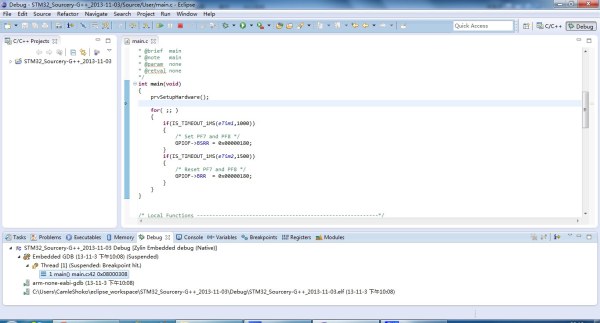 Debug - STM32_Sourcery-G++_2013-11-03/Source/User/main.c - Eclipse
File Edit Source Refactor Navigate Search Project Run Window Help
Quick Access C/C++ Debug
C/C++ Projects
STM32_Sourcery-G++_2013-11-03
main.c
* @brief main
* @note main
* @param none
* @retval none
*/
int main(void)
{
prvSetupHardware();
for( ;; )
{
if(IS_TIMEOUT_1MS(eTim1,1000))
{
/* Set PF7 and PF8 */
GPIOF->BSRR = 0x00000180;
}
if(IS_TIMEOUT_1MS(eTim2,1500))
{
/* Reset PF7 and PF8 */
GPIOF->BRR = 0x00000180;
}
}
}
/* Local Functions ---------------------------------------------------------*/
Tasks Problems Executables Memory Debug Console Variables Breakpoints Registers Modules
STM32_Sourcery-G++_2013-11-03 Debug [Zylin Embedded debug (Native)]
Embedded GDB (13-11-3 下午10:08) (Suspended)
Thread [1] (Suspended: Breakpoint hit.)
1 main() main.c:42 0x08000308
arm-none-eabi-gdb (13-11-3 下午10:08)
C:\Users\CamleShoko\eclipse_workspace\STM32_Sourcery-G++_2013-11-03\Debug\STM32_Sourcery-G++_2013-11-03.elf (13-11-3 下午10:08)